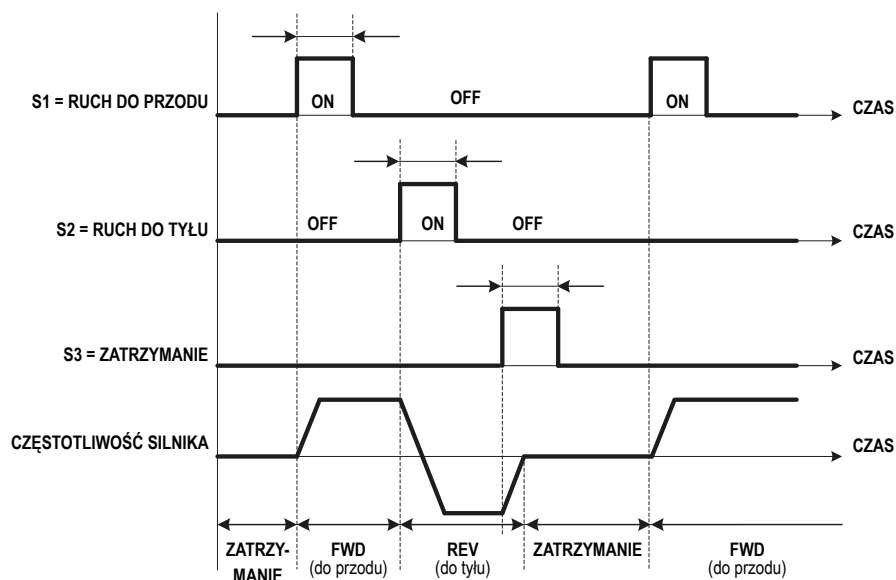 S1 = RUCH DO PRZODU
ON
OFF
ON
CZAS
S2 = RUCH DO TYŁU
OFF
ON
OFF
CZAS
S3 = ZATRZYMANIE
CZAS
CZĘSTOTLIWOŚĆ SILNIKA
CZAS
ZATRZY-
MANIE
FWD
(do przodu)
REV
(do tyłu)
ZATRZYMANIE
FWD
(do przodu)